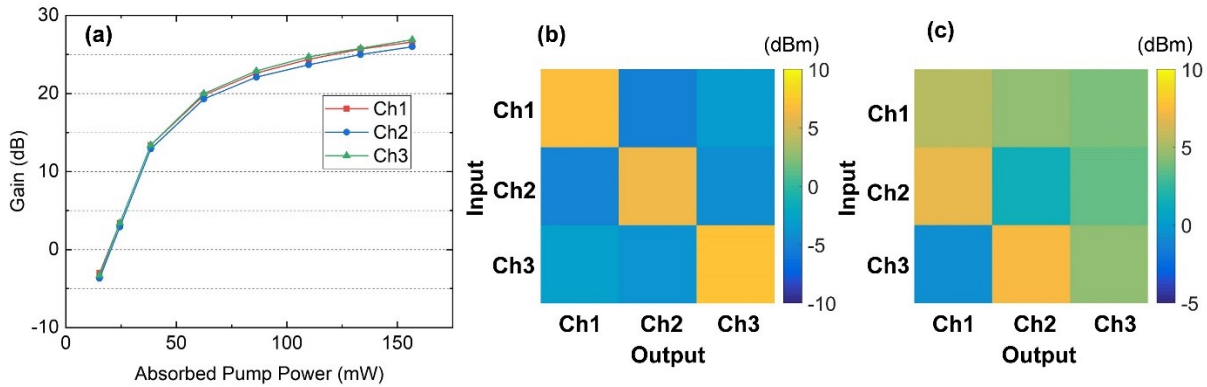 (a)
30
20
10
0
-10
Gain (dB)
0 50 100 150
Absorbed Pump Power (mW)
Ch1
Ch2
Ch3
(b)
(dBm)
10
5
0
-5
-10
Input
Ch1
Ch2
Ch3
Ch1 Ch2 Ch3
Output
(c)
(dBm)
10
5
0
-5
Input
Ch1
Ch2
Ch3
Ch1 Ch2 Ch3
Output